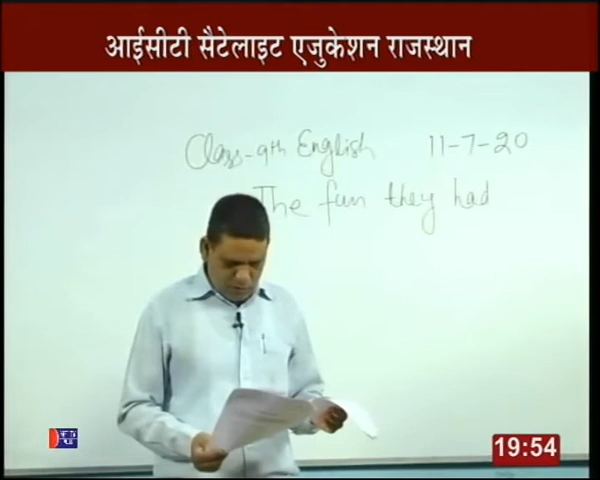 आईसीटी सैटेलाइट एजुकेशन राजस्थान
Class-9th English 11-7-20
The fun they had
19:54